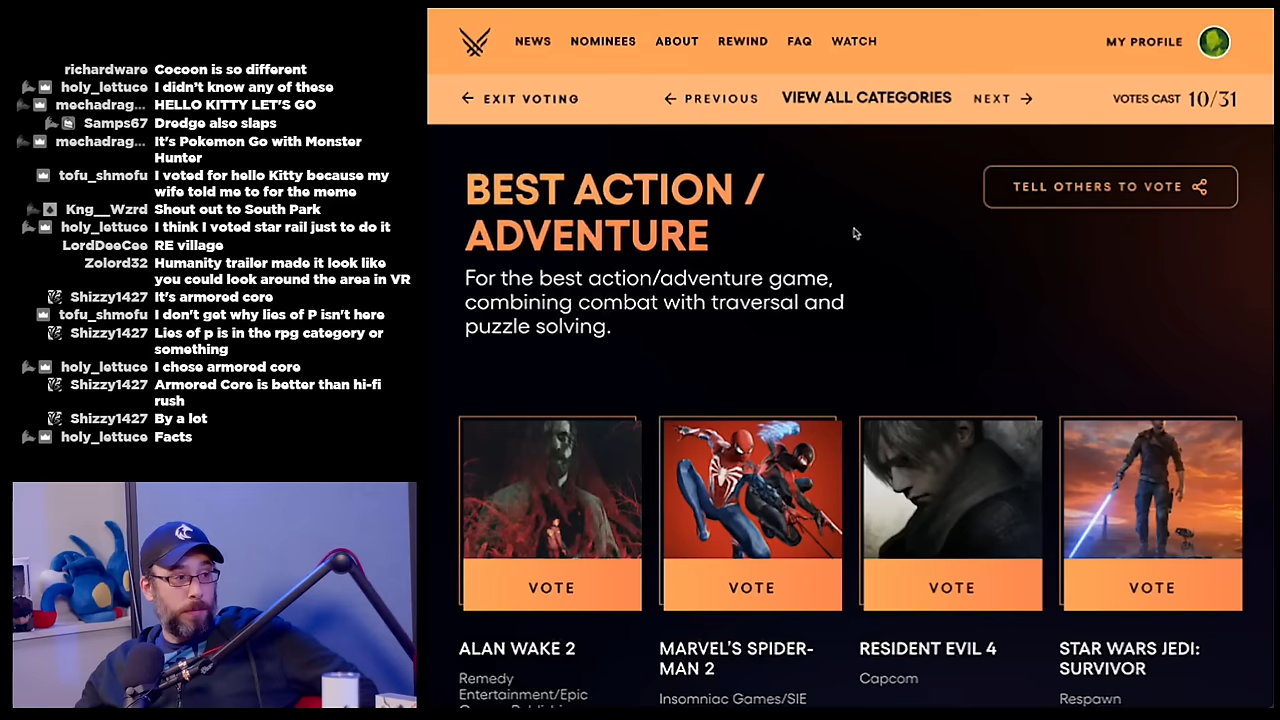 richardware Cocoon is so different
holy_lettuce I didn't know any of these
mechadrag... HELLO KITTY LET'S GO
Samps67 Dredge also slaps
mechadrag... It's Pokemon Go with Monster
Hunter
tofu_shmofu I voted for hello Kitty because my
wife told me to for the meme
Kng__Wzrd Shout out to South Park
holy_lettuce I think I voted star rail just to do it
LordDeeCee RE village
Zolord32 Humanity trailer made it look like
you could look around the area in VR
Shizzy1427 It's armored core
tofu_shmofu I don't get why lies of P isn't here
Shizzy1427 Lies of p is in the rpg category or
something
holy_lettuce I chose armored core
Shizzy1427 Armored Core is better than hi-fi
rush
Shizzy1427 By a lot
holy_lettuce Facts
NEWS NOMINEES ABOUT REWIND FAQ WATCH MY PROFILE
← EXIT VOTING ← PREVIOUS VIEW ALL CATEGORIES NEXT → VOTES CAST 10/31
BEST ACTION /
ADVENTURE
TELL OTHERS TO VOTE
For the best action/adventure game,
combining combat with traversal and
puzzle solving.
VOTE VOTE VOTE VOTE
ALAN WAKE 2
Remedy
Entertainment/Epic
MARVEL'S SPIDER-
MAN 2
Insomniac Games/SIE
RESIDENT EVIL 4
Capcom
STAR WARS JEDI:
SURVIVOR
Respawn